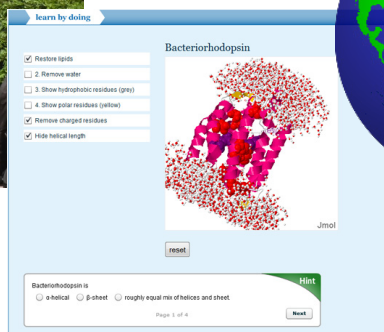 learn by doing
Bacteriorhodopsin
Restore lipids
2. Remove water
3. Show hydrophobic residues (grey)
4. Show polar residues (yellow)
Remove charged residues
Hide helical length
Jmol
reset
Hint
Bacteriorhodopsin is
α-helical
β-sheet
roughly equal mix of helices and sheet.
Page 1 of 4
Next